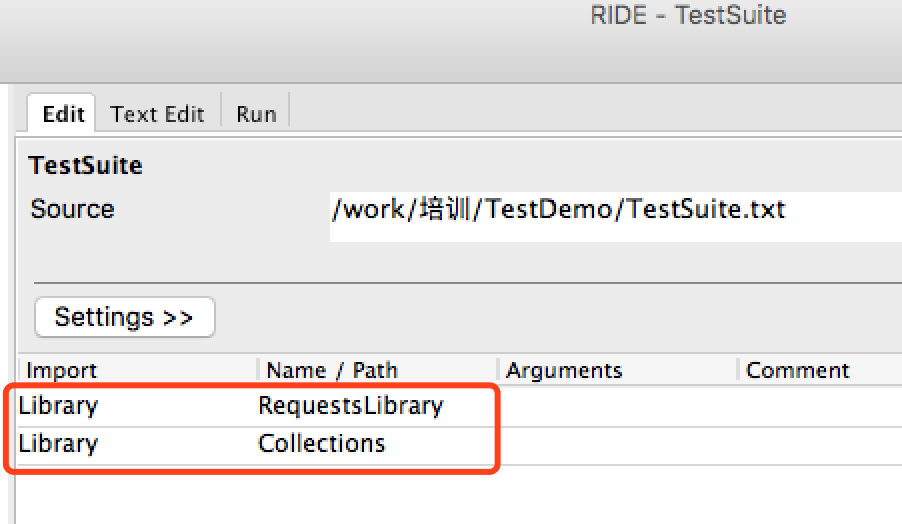 RIDE - TestSuite
Edit Text Edit Run
TestSuite
Source /work/培训/TestDemo/TestSuite.txt
Settings >>
Import Name / Path Arguments Comment
Library RequestsLibrary
Library Collections